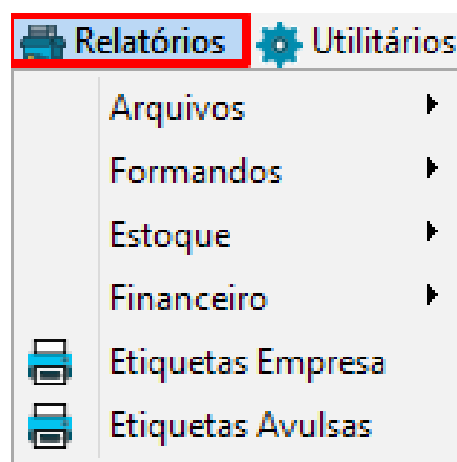 Relatórios Utilitários
Arquivos
Formandos
Estoque
Financeiro
Etiquetas Empresa
Etiquetas Avulsas